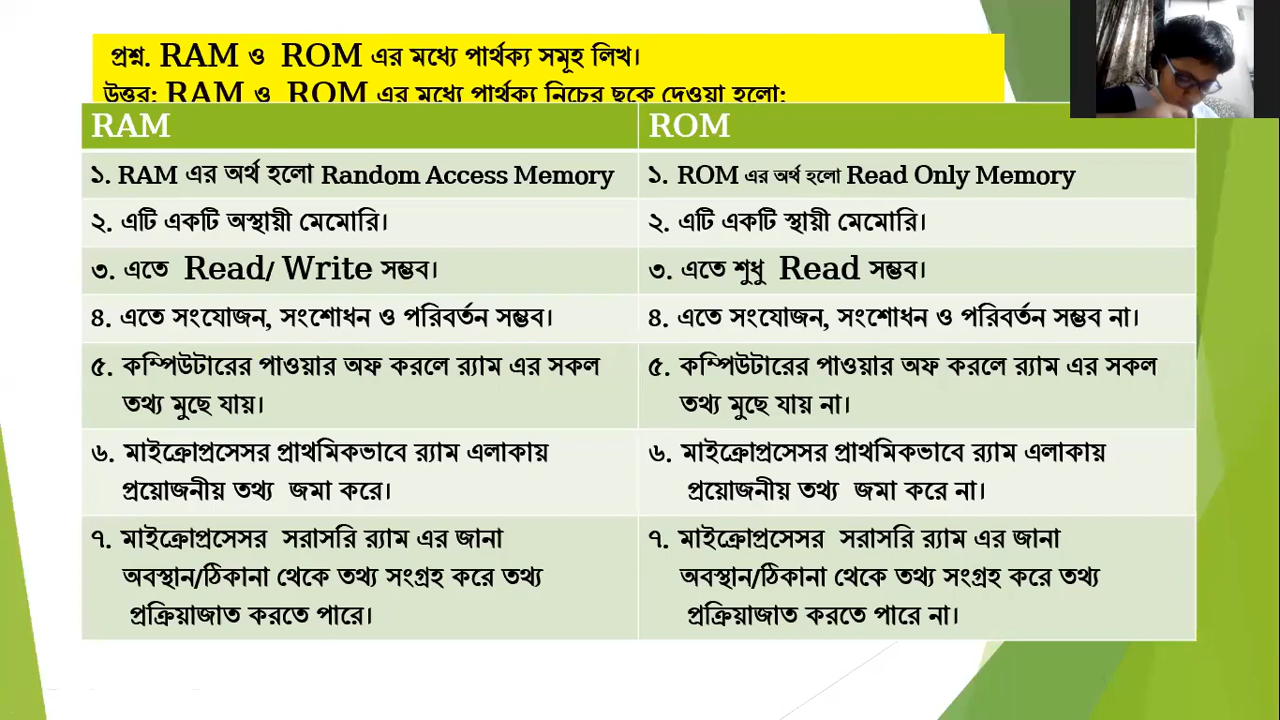 প্রশ্ন. RAM ও ROM এর মধ্যে পার্থক্য সমূহ লিখ।
উত্তর: RAM ও ROM এর মধ্যে পার্থক্য নিচের ছকে দেওয়া হলো:
RAM
ROM
১. RAM এর অর্থ হলো Random Access Memory
১. ROM এর অর্থ হলো Read Only Memory
২. এটি একটি অস্থায়ী মেমোরি।
২. এটি একটি স্থায়ী মেমোরি।
৩. এতে Read/ Write সম্ভব।
৩. এতে শুধু Read সম্ভব।
৪. এতে সংযোজন, সংশোধন ও পরিবর্তন সম্ভব।
৪. এতে সংযোজন, সংশোধন ও পরিবর্তন সম্ভব না।
৫. কম্পিউটারের পাওয়ার অফ করলে র‍্যাম এর সকল
তথ্য মুছে যায়।
৫. কম্পিউটারের পাওয়ার অফ করলে র‍্যাম এর সকল
তথ্য মুছে যায় না।
৬. মাইক্রোপ্রসেসর প্রাথমিকভাবে র‍্যাম এলাকায়
প্রয়োজনীয় তথ্য জমা করে।
৬. মাইক্রোপ্রসেসর প্রাথমিকভাবে র‍্যাম এলাকায়
প্রয়োজনীয় তথ্য জমা করে না।
৭. মাইক্রোপ্রসেসর সরাসরি র‍্যাম এর জানা
অবস্থান/ঠিকানা থেকে তথ্য সংগ্রহ করে তথ্য
প্রক্রিয়াজাত করতে পারে।
৭. মাইক্রোপ্রসেসর সরাসরি র‍্যাম এর জানা
অবস্থান/ঠিকানা থেকে তথ্য সংগ্রহ করে তথ্য
প্রক্রিয়াজাত করতে পারে না।